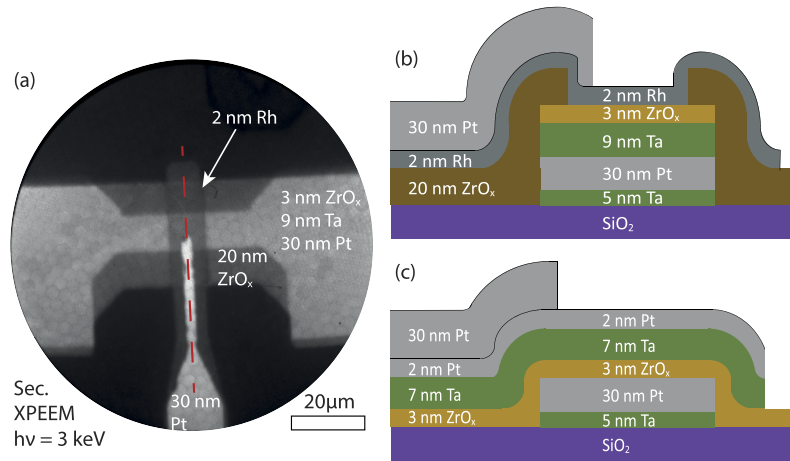 (a)
2 nm Rh
3 nm ZrOₓ
9 nm Ta
30 nm Pt
20 nm
ZrOₓ
30 nm
Pt
Sec.
XPEEM
hν = 3 keV
20µm
(b)
2 nm Rh
3 nm ZrOₓ
30 nm Pt
9 nm Ta
2 nm Rh
30 nm Pt
20 nm ZrOₓ
5 nm Ta
SiO₂
(c)
2 nm Pt
30 nm Pt
7 nm Ta
2 nm Pt
3 nm ZrOₓ
7 nm Ta
30 nm Pt
3 nm ZrOₓ
5 nm Ta
SiO₂